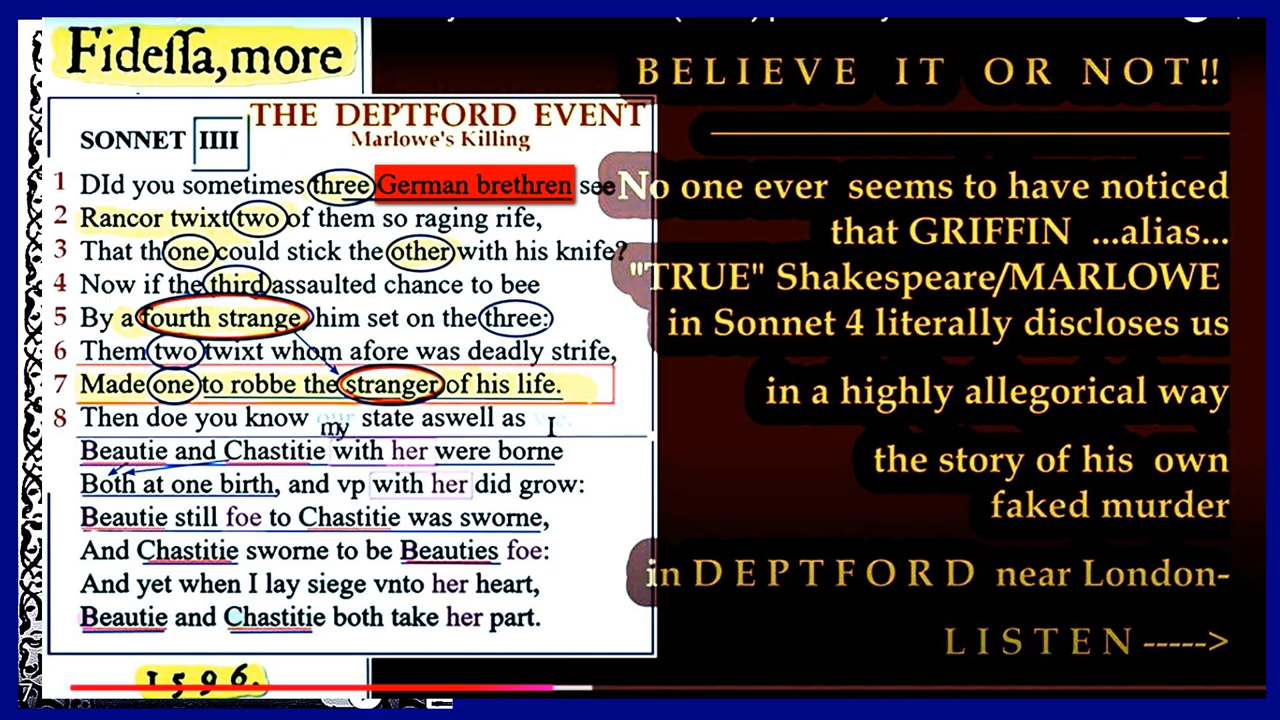 Fideſſa,more
THE DEPTFORD EVENT
Marlowe's Killing
SONNET IIII
1 DId you sometimes three German brethren see
2 Rancor twixt two of them so raging rife,
3 That th'one could stick the other with his knife?
4 Now if the third assaulted chance to bee
5 By a fourth strange him set on the three:
6 Them two twixt whom afore was deadly strife,
7 Made one to robbe the stranger of his life.
8 Then doe you know our state aswell as we.
my I
Beautie and Chastitie with her were borne
Both at one birth, and vp with her did grow:
Beautie still foe to Chastitie was sworne,
And Chastitie sworne to be Beauties foe:
And yet when I lay siege vnto her heart,
Beautie and Chastitie both take her part.
1596.
BELIEVE IT OR NOT!!
No one ever seems to have noticed
that GRIFFIN ...alias...
"TRUE" Shakespeare/MARLOWE
in Sonnet 4 literally discloses us
in a highly allegorical way
the story of his own
faked murder
in DEPTFORD near London-
LISTEN----->